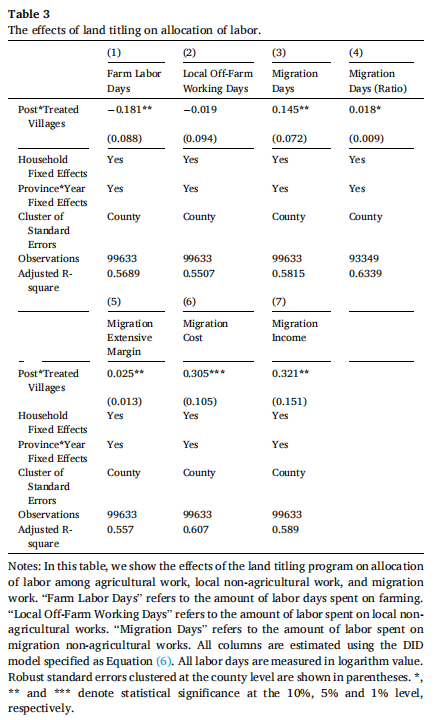 Table 3
The effects of land titling on allocation of labor.
(1) (2) (3) (4)
Farm Labor Local Off-Farm Migration Migration
Days Working Days Days Days (Ratio)
Post*Treated −0.181** −0.019 0.145** 0.018*
Villages
(0.088) (0.094) (0.072) (0.009)
Household Yes Yes Yes Yes
Fixed Effects
Province*Year Yes Yes Yes Yes
Fixed Effects
Cluster of County County County County
Standard
Errors
Observations 99633 99633 99633 93349
Adjusted R- 0.5689 0.5507 0.5815 0.6339
square
(5) (6) (7)
Migration Migration Migration
Extensive Cost Income
Margin
Post*Treated 0.025** 0.305*** 0.321**
Villages
(0.013) (0.105) (0.151)
Household Yes Yes Yes
Fixed Effects
Province*Year Yes Yes Yes
Fixed Effects
Cluster of County County County
Standard
Errors
Observations 99633 99633 99633
Adjusted R- 0.557 0.607 0.589
square
Notes: In this table, we show the effects of the land titling program on allocation
of labor among agricultural work, local non-agricultural work, and migration
work. “Farm Labor Days” refers to the amount of labor days spent on farming.
“Local Off-Farm Working Days” refers to the amount of labor spent on local non-
agricultural works. “Migration Days” refers to the amount of labor spent on
migration non-agricultural works. All columns are estimated using the DID
model specified as Equation (6). All labor days are measured in logarithm value.
Robust standard errors clustered at the county level are shown in parentheses. *,
** and *** denote statistical significance at the 10%, 5% and 1% level,
respectively.